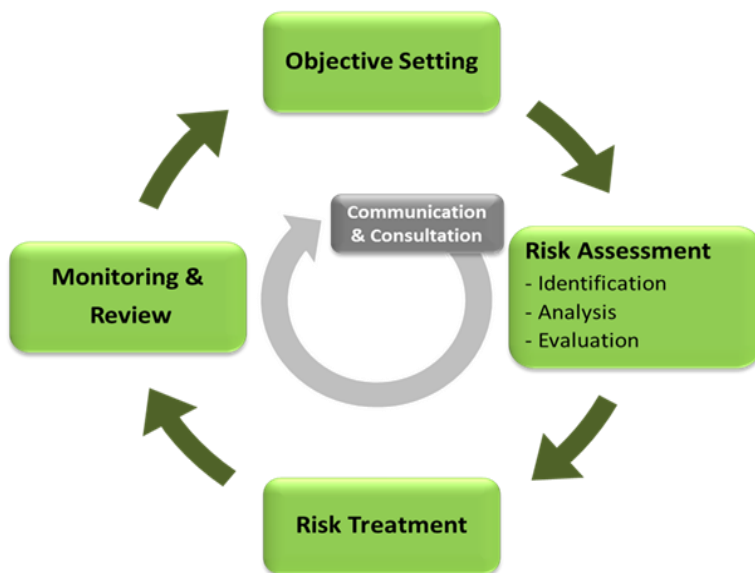 Objective Setting
Communication
& Consultation
Risk Assessment
- Identification
- Analysis
- Evaluation
Monitoring &
Review
Risk Treatment